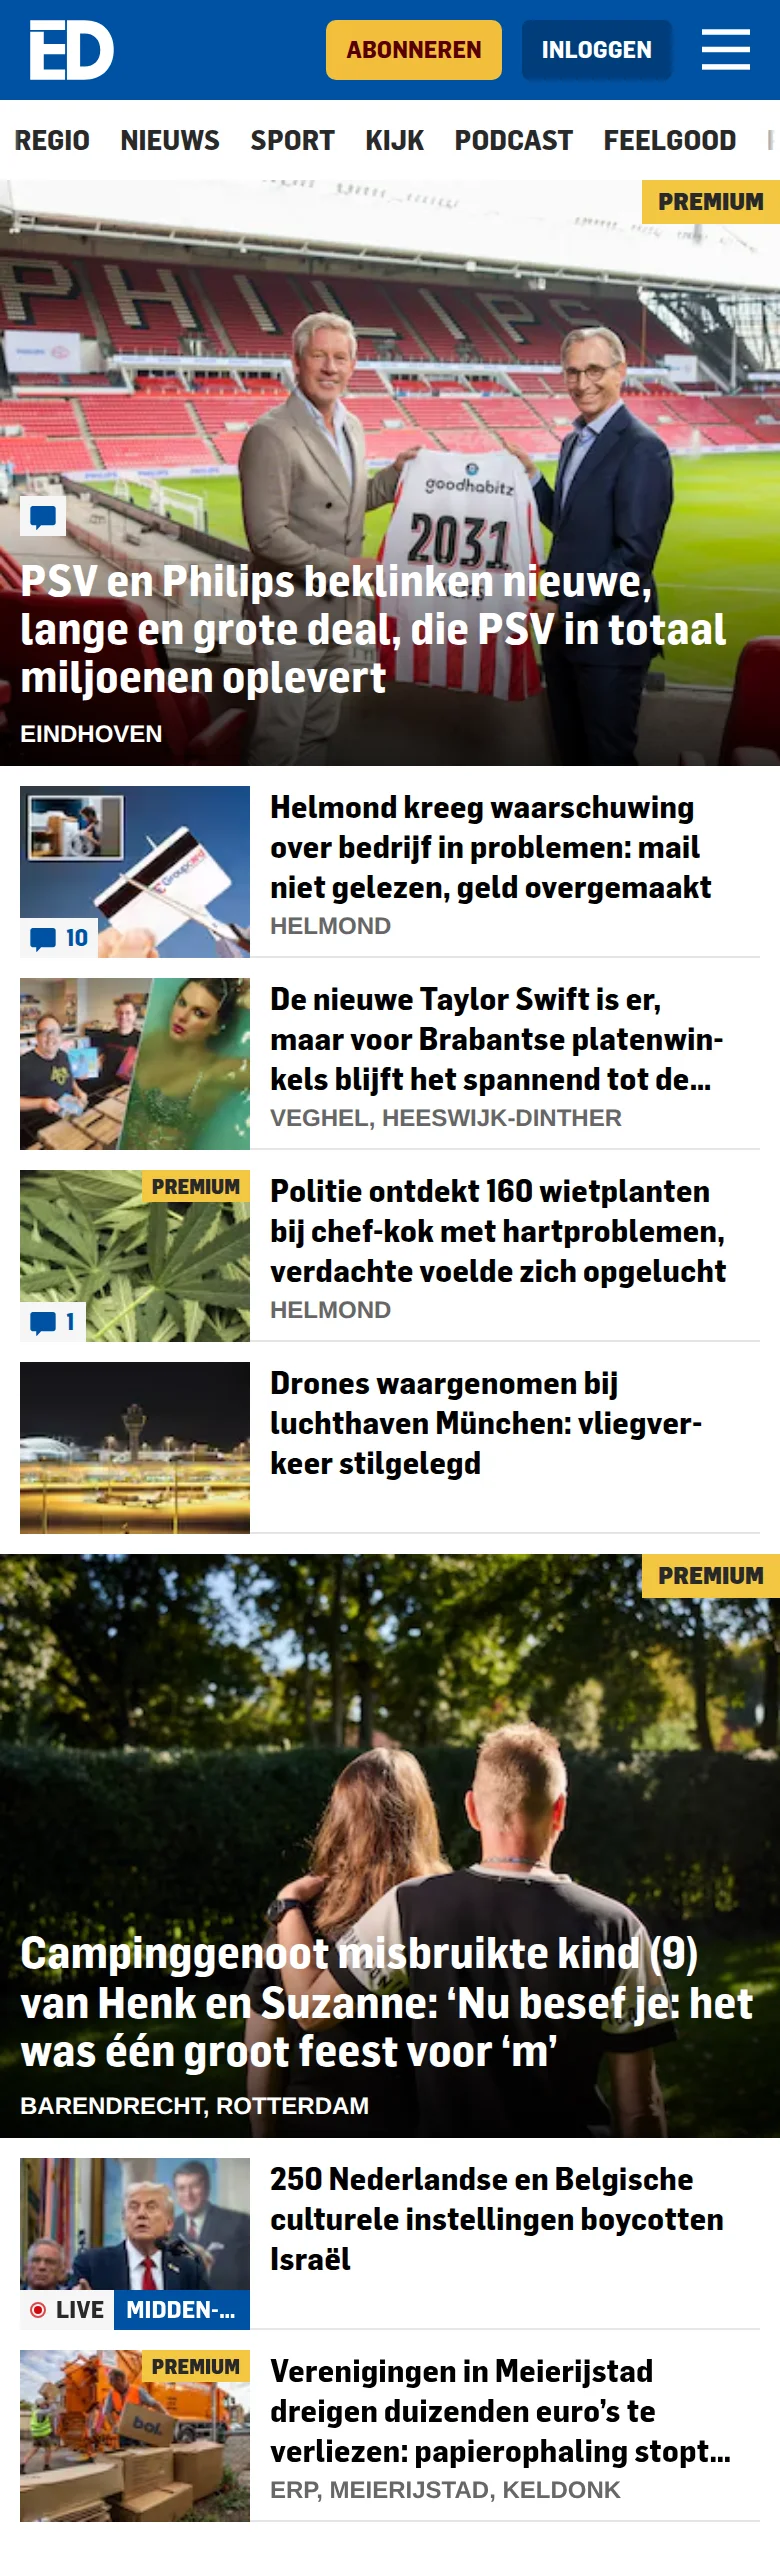 ED
ABONNEREN
INLOGGEN
REGIO NIEUWS SPORT KIJK PODCAST FEELGOOD
PREMIUM
PHILIPS
goodhabitz
2031
PSV en Philips beklinken nieuwe,
lange en grote deal, die PSV in totaal
miljoenen oplevert
EINDHOVEN
Groupcard
10
Helmond kreeg waarschuwing
over bedrijf in problemen: mail
niet gelezen, geld overgemaakt
HELMOND
De nieuwe Taylor Swift is er,
maar voor Brabantse platenwin-
kels blijft het spannend tot de...
VEGHEL, HEESWIJK-DINTHER
PREMIUM
1
Politie ontdekt 160 wietplanten
bij chef-kok met hartproblemen,
verdachte voelde zich opgelucht
HELMOND
Drones waargenomen bij
luchthaven München: vliegver-
keer stilgelegd
PREMIUM
Campinggenoot misbruikte kind (9)
van Henk en Suzanne: ‘Nu besef je: het
was één groot feest voor ‘m’
BARENDRECHT, ROTTERDAM
LIVE MIDDEN-...
250 Nederlandse en Belgische
culturele instellingen boycotten
Israël
PREMIUM
bol.
Verenigingen in Meierijstad
dreigen duizenden euro’s te
verliezen: papierophaling stopt...
ERP, MEIERIJSTAD, KELDONK